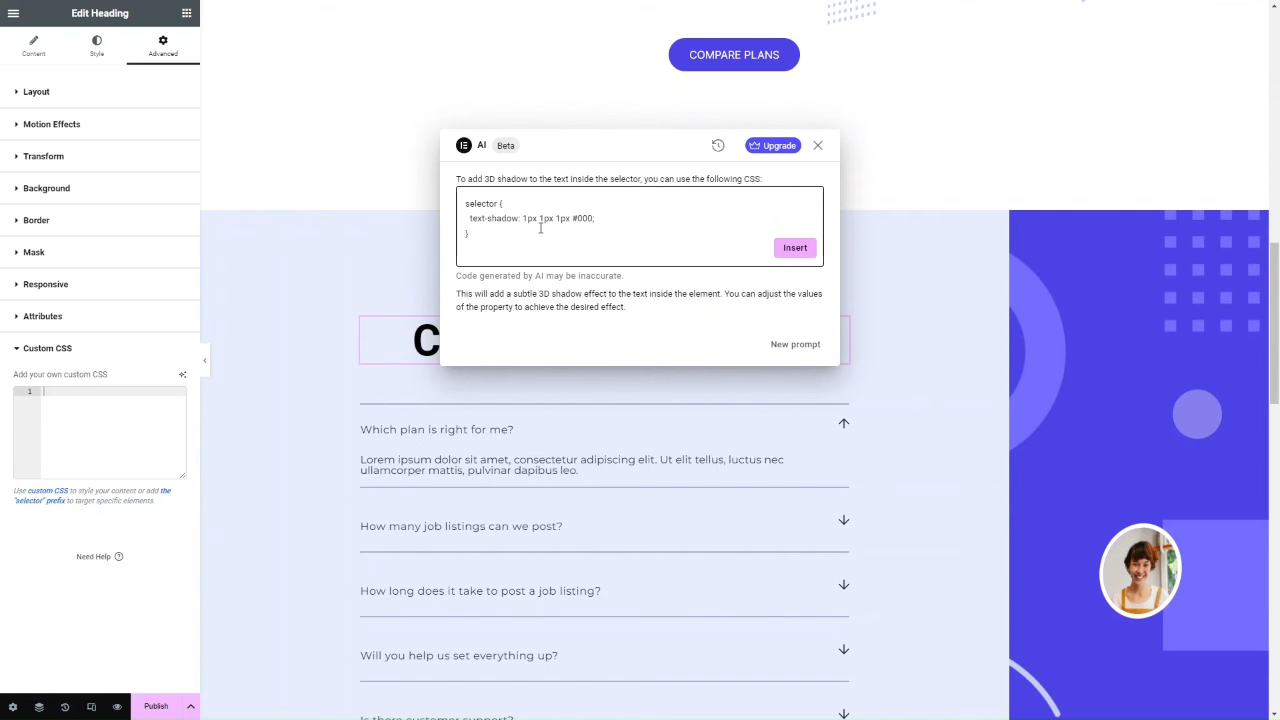 Edit Heading
Content
Style
Advanced
Layout
Motion Effects
Transform
Background
Border
Mask
Responsive
Attributes
Custom CSS
Add your own custom CSS
1
Use custom CSS to style your content or add the
"selector" prefix to target specific elements.
Need Help
Publish
COMPARE PLANS
AI
Beta
Upgrade
To add 3D shadow to the text inside the selector, you can use the following CSS:
selector {
text-shadow: 1px 1px 1px #000;
}
Insert
Code generated by AI may be inaccurate.
This will add a subtle 3D shadow effect to the text inside the element. You can adjust the values
of the property to achieve the desired effect.
New prompt
C
Which plan is right for me?
Lorem ipsum dolor sit amet, consectetur adipiscing elit. Ut elit tellus, luctus nec
ullamcorper mattis, pulvinar dapibus leo.
How many job listings can we post?
How long does it take to post a job listing?
Will you help us set everything up?
Is there customer support?